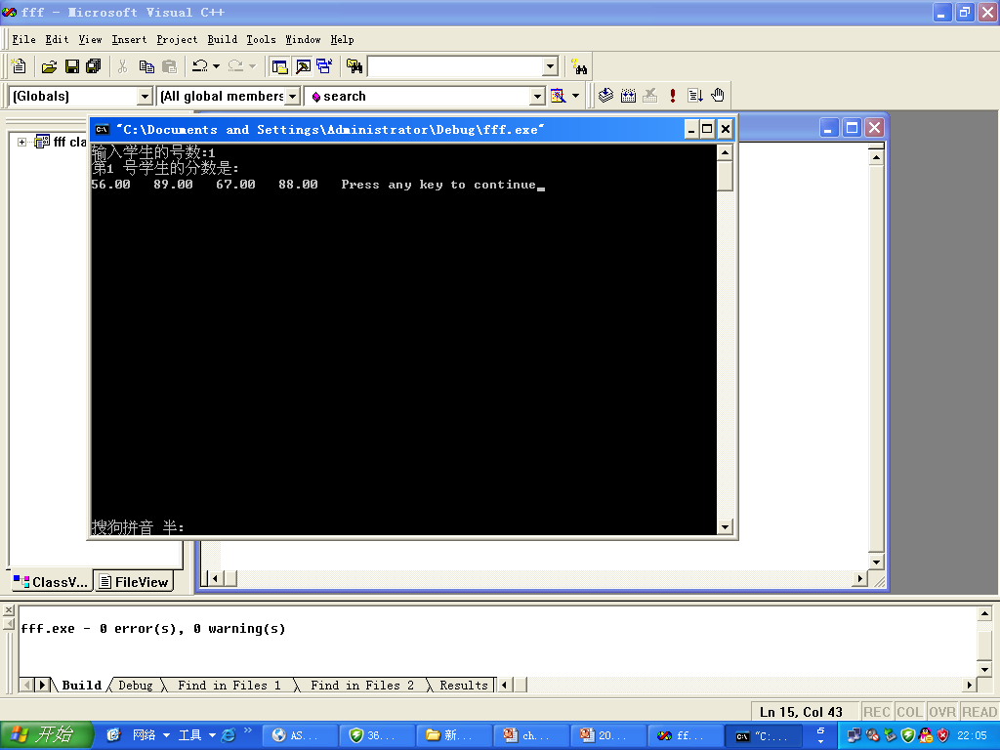 fff - Microsoft Visual C++
File Edit View Insert Project Build Tools Window Help
(Globals) (All global members search
"C:\Documents and Settings\Administrator\Debug\fff.exe"
fff cla
输入学生的号数:1
第1 号学生的分数是:
56.00 89.00 67.00 88.00 Press any key to continue
搜狗拼音 半:
ClassV... FileView
fff.exe - 0 error(s), 0 warning(s)
Build Debug Find in Files 1 Find in Files 2 Results
Ln 15, Col 43 REC COL OVR READ
开始 网络 工具 » AS... 36... 新... ch... 20... ff... "C:... 5 22:05